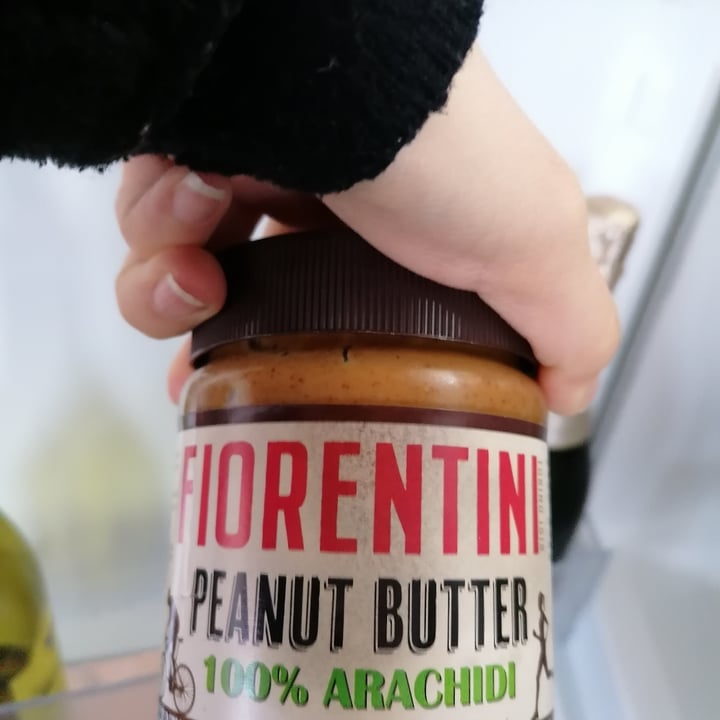 FIORENTINI
PEANUT BUTTER
100% ARACHIDI